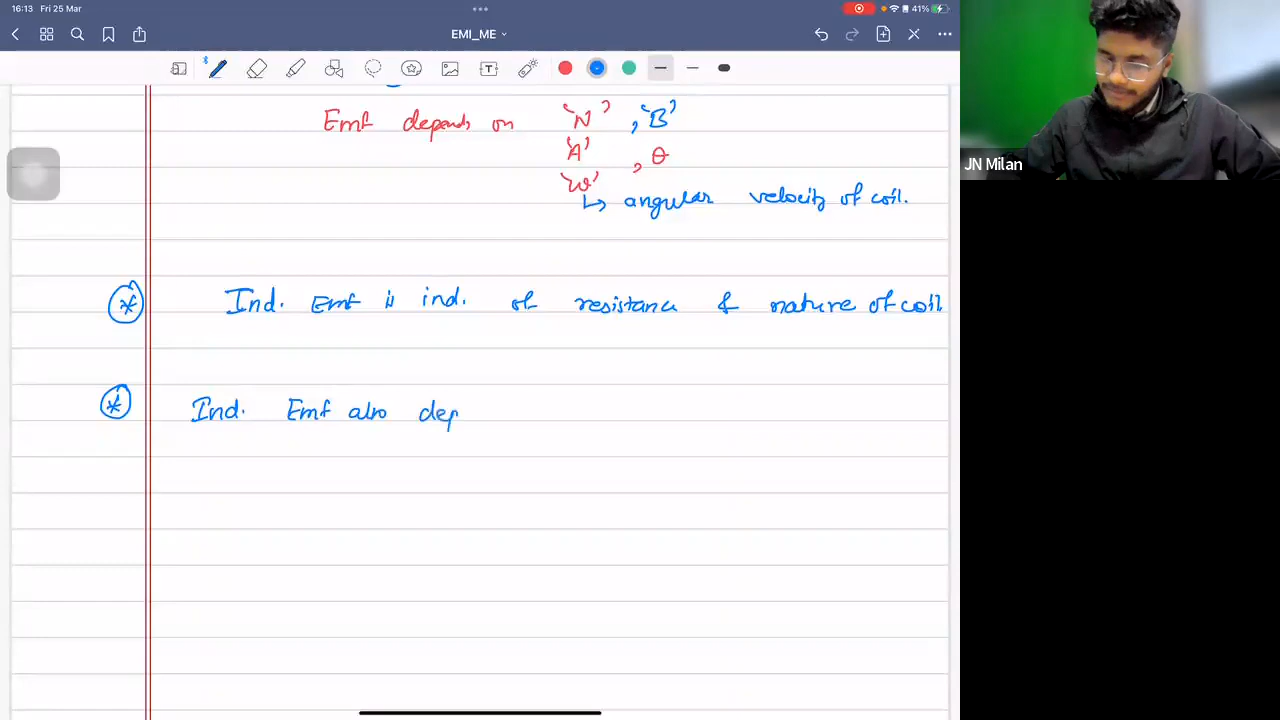 16:13 Fri 25 Mar
41%
EMI_ME
JN Milan
Emf depends on 'N' , 'B'
'A' , θ
'ω'
↳ angular velocity of coil.
* Ind. Emf is ind. of resistance & nature of coil
* Ind. Emf also dep